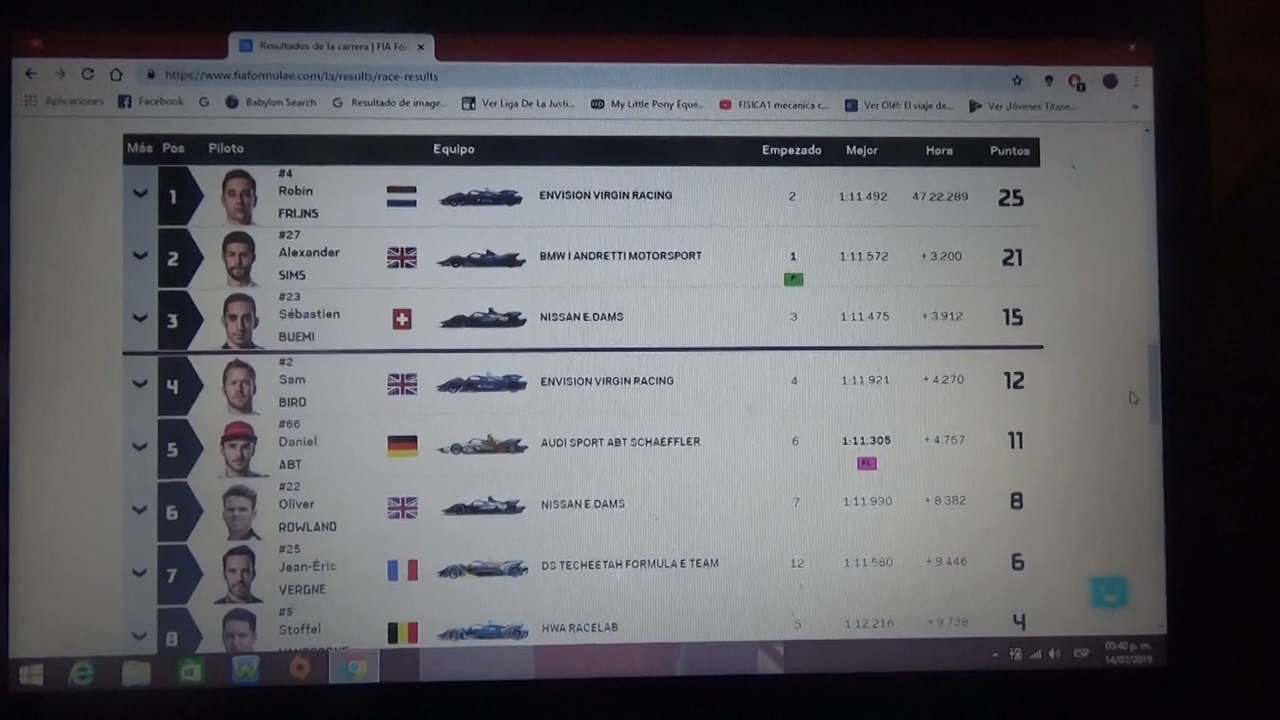 Resultados de la carrera | FIA For
https://www.fiaformulae.com/la/results/race-results
Aplicaciones Facebook Babylon Search Resultado de image... Ver Liga De La Justi... My Little Pony Eque... FISICA1 mecanica c... Ver Olé!: El viaje de... Ver Jóvenes Titane...
Más Pos Piloto Equipo Empezado Mejor Hora Puntos
#4
1 Robin ENVISION VIRGIN RACING 2 1:11.492 47:22.289 25
FRIJNS
#27
2 Alexander BMW I ANDRETTI MOTORSPORT 1 1:11.572 + 3.200 21
SIMS P
#23
3 Sébastien NISSAN E.DAMS 3 1:11.475 + 3.912 15
BUEMI
#2
4 Sam ENVISION VIRGIN RACING 4 1:11.921 + 4.270 12
BIRD
#66
5 Daniel AUDI SPORT ABT SCHAEFFLER 6 1:11.305 + 4.757 11
ABT FL
#22
6 Oliver NISSAN E.DAMS 7 1:11.930 + 8.382 8
ROWLAND
#25
7 Jean-Éric DS TECHEETAH FORMULA E TEAM 12 1:11.580 + 9.446 6
VERGNE
#5
8 Stoffel HWA RACELAB 5 1:12.216 + 9.738 4
ESP 05:40 p. m.
14/07/2019